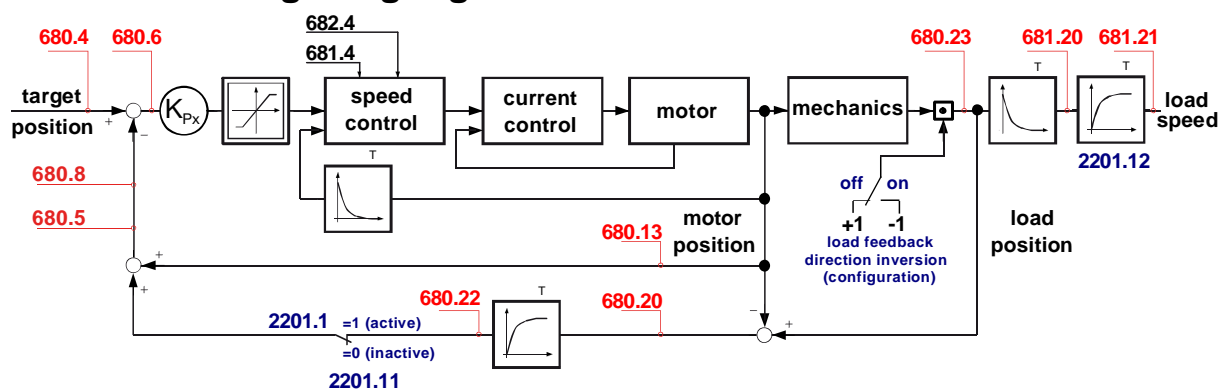 682.4
680.4
680.6
681.4
680.23
681.20
681.21
T
T
target
position
+
−
K
Px
speed
control
current
control
motor
mechanics
load
speed
T
2201.12
680.8
680.5
off
on
+1
-1
motor
position
load
position
680.13
load feedback
direction inversion
(configuration)
+
+
T
680.22
680.20
2201.1
=1 (active)
=0 (inactive)
−
+
2201.11